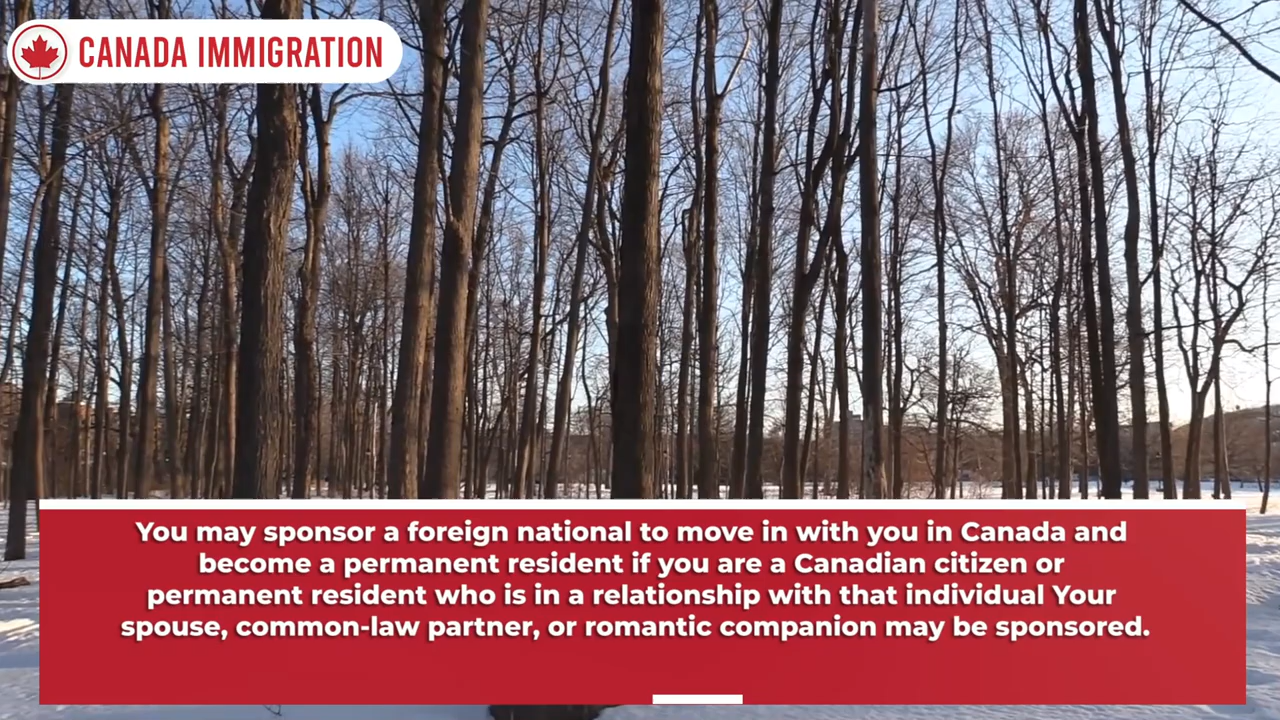 CANADA IMMIGRATION
You may sponsor a foreign national to move in with you in Canada and
become a permanent resident if you are a Canadian citizen or
permanent resident who is in a relationship with that individual Your
spouse, common-law partner, or romantic companion may be sponsored.